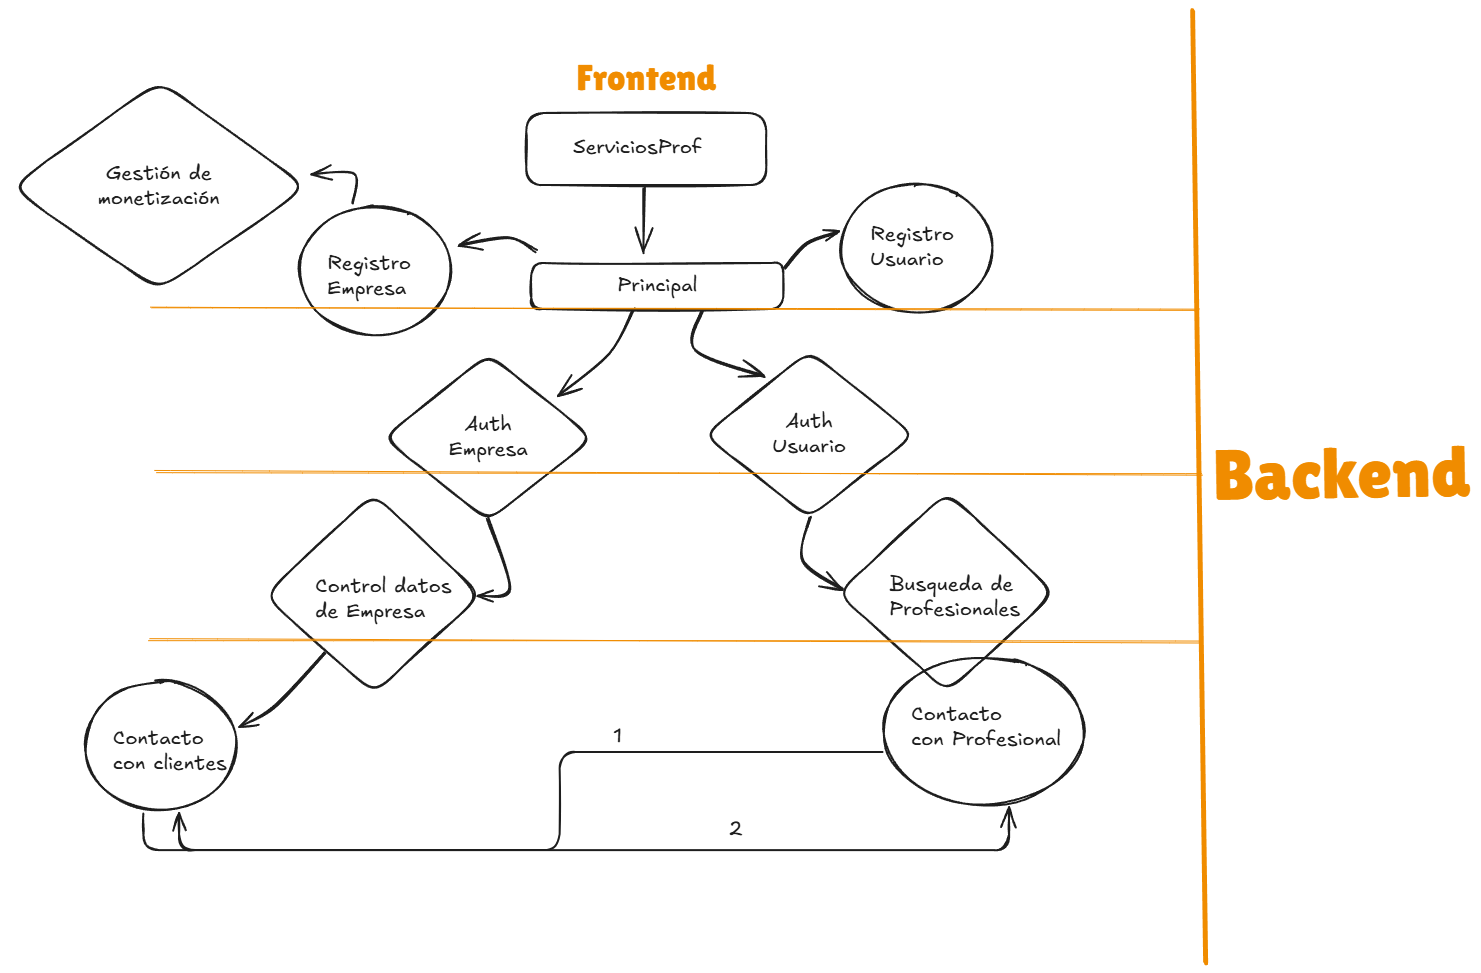 Frontend
ServiciosProf
Gestión de
monetización
Registro
Usuario
Registro
Empresa
Principal
Auth
Empresa
Auth
Usuario
Backend
Control datos
de Empresa
Busqueda de
Profesionales
Contacto
con clientes
Contacto
con Profesional
1
2